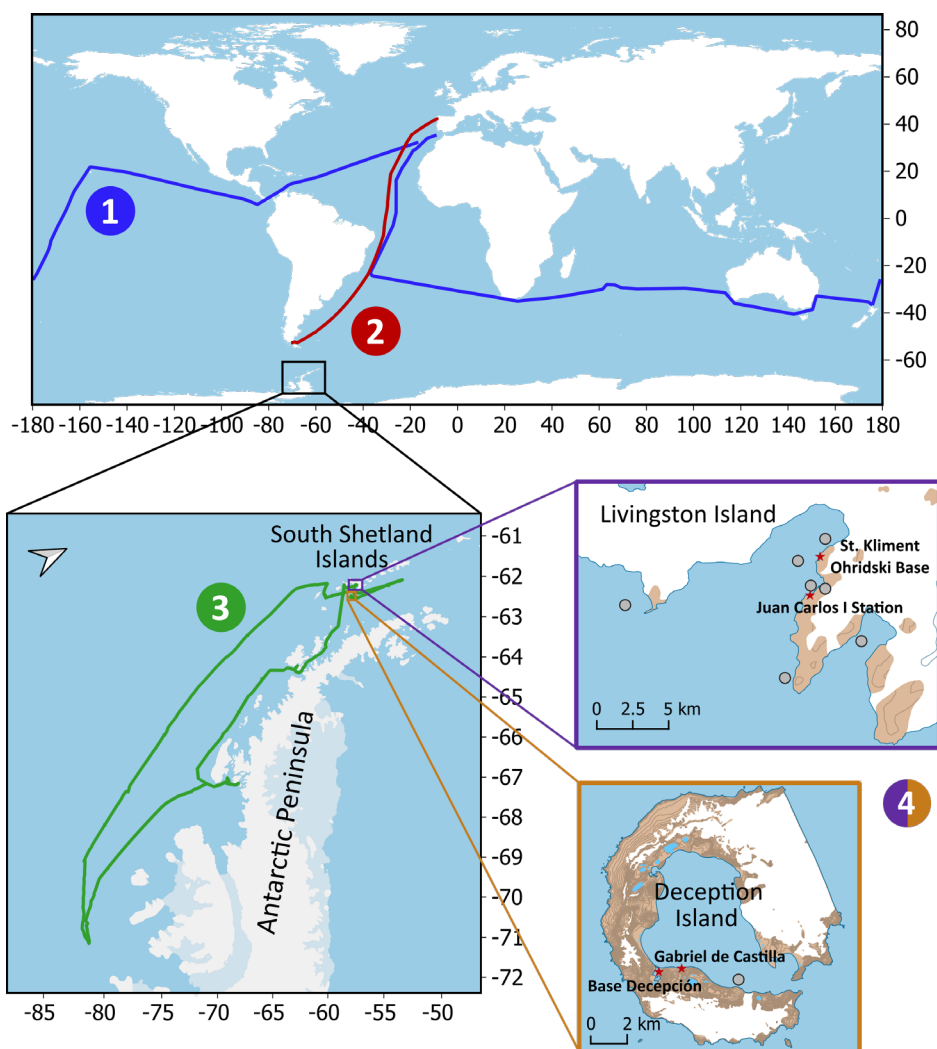 80
60
40
20
0
-20
-40
-60
1
2
-180 -160 -140 -120 -100 -80 -60 -40 -20 0 20 40 60 80 100 120 140 160 180
South Shetland
Islands
3
Antarctic Peninsula
-61
-62
-63
-64
-65
-66
-67
-68
-69
-70
-71
-72
-85 -80 -75 -70 -65 -60 -55 -50
Livingston Island
St. Kliment
Ohridski Base
Juan Carlos I Station
0 2.5 5 km
4
Deception
Island
Gabriel de Castilla
Base Decepción
0 2 km